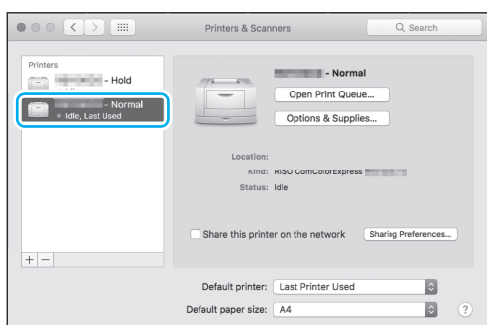 Printers & Scanners
Search
Printers
- Hold
- Normal
Idle, Last Used
+ −
- Normal
Open Print Queue...
Options & Supplies...
Location:
Kind: RISO ComColorExpress
Status: Idle
Share this printer on the network
Sharing Preferences...
Default printer: Last Printer Used
Default paper size: A4
?